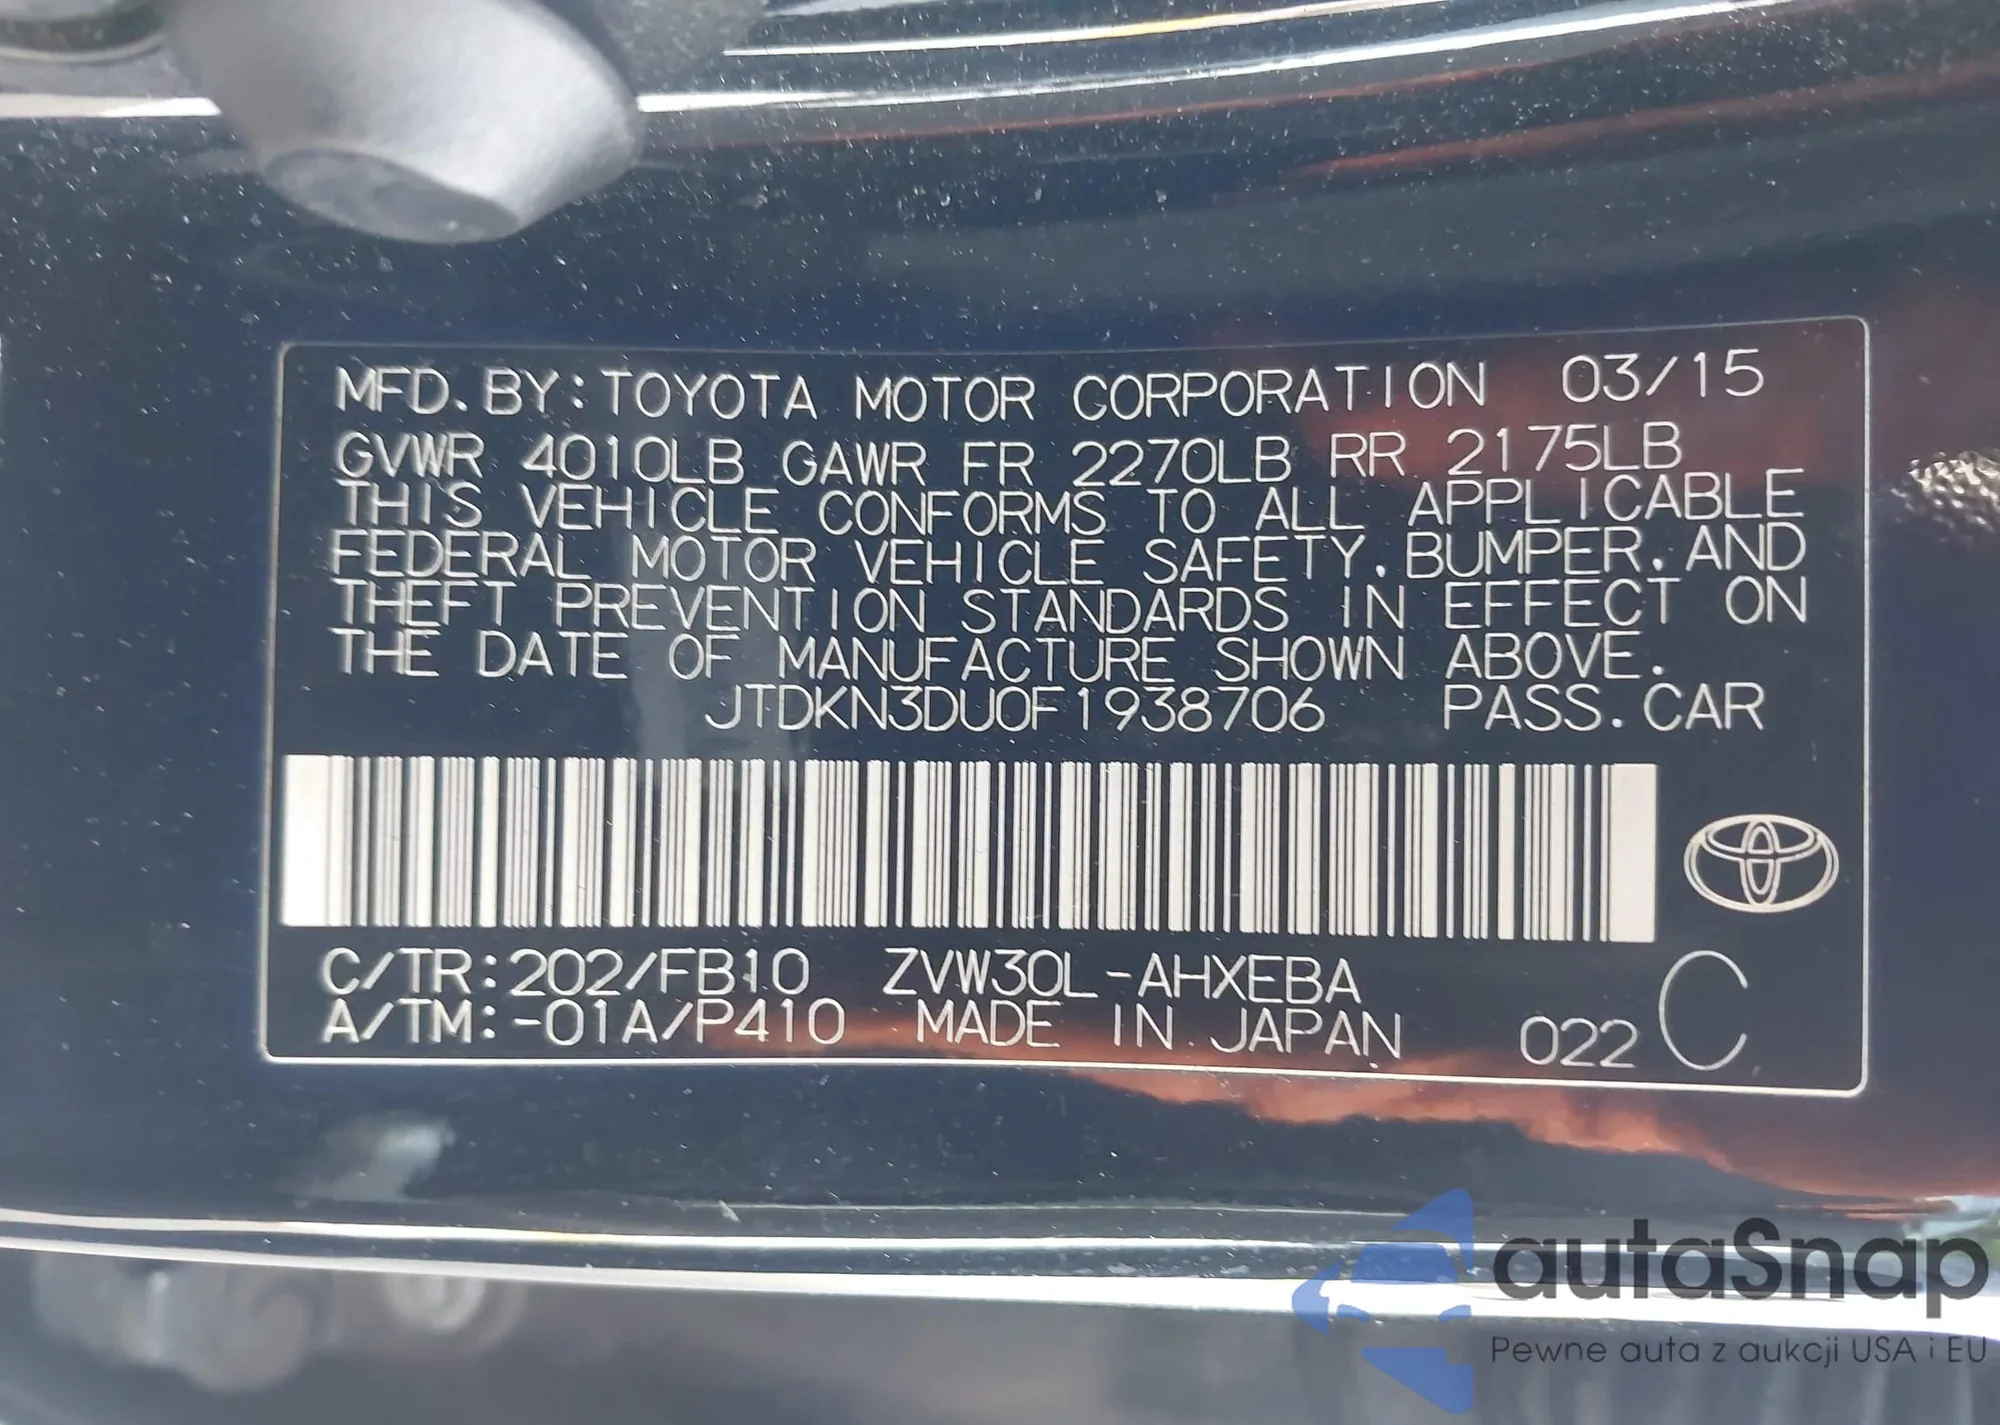 MFD. BY: TOYOTA MOTOR CORPORATION 03/15
GVWR 4010LB GAWR FR 2270LB RR 2175LB
THIS VEHICLE CONFORMS TO ALL APPLICABLE
FEDERAL MOTOR VEHICLE SAFETY, BUMPER, AND
THEFT PREVENTION STANDARDS IN EFFECT ON
THE DATE OF MANUFACTURE SHOWN ABOVE.
JTDKN3DU0F1938706 PASS. CAR
C/TR: 202/FB10 ZVW30L-AHXEBA
A/TM: -01A/P410 MADE IN JAPAN 022 C
autaSnap
Pewne auta z aukcji USA i EU